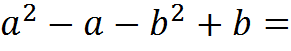 a² − a − b² + b =